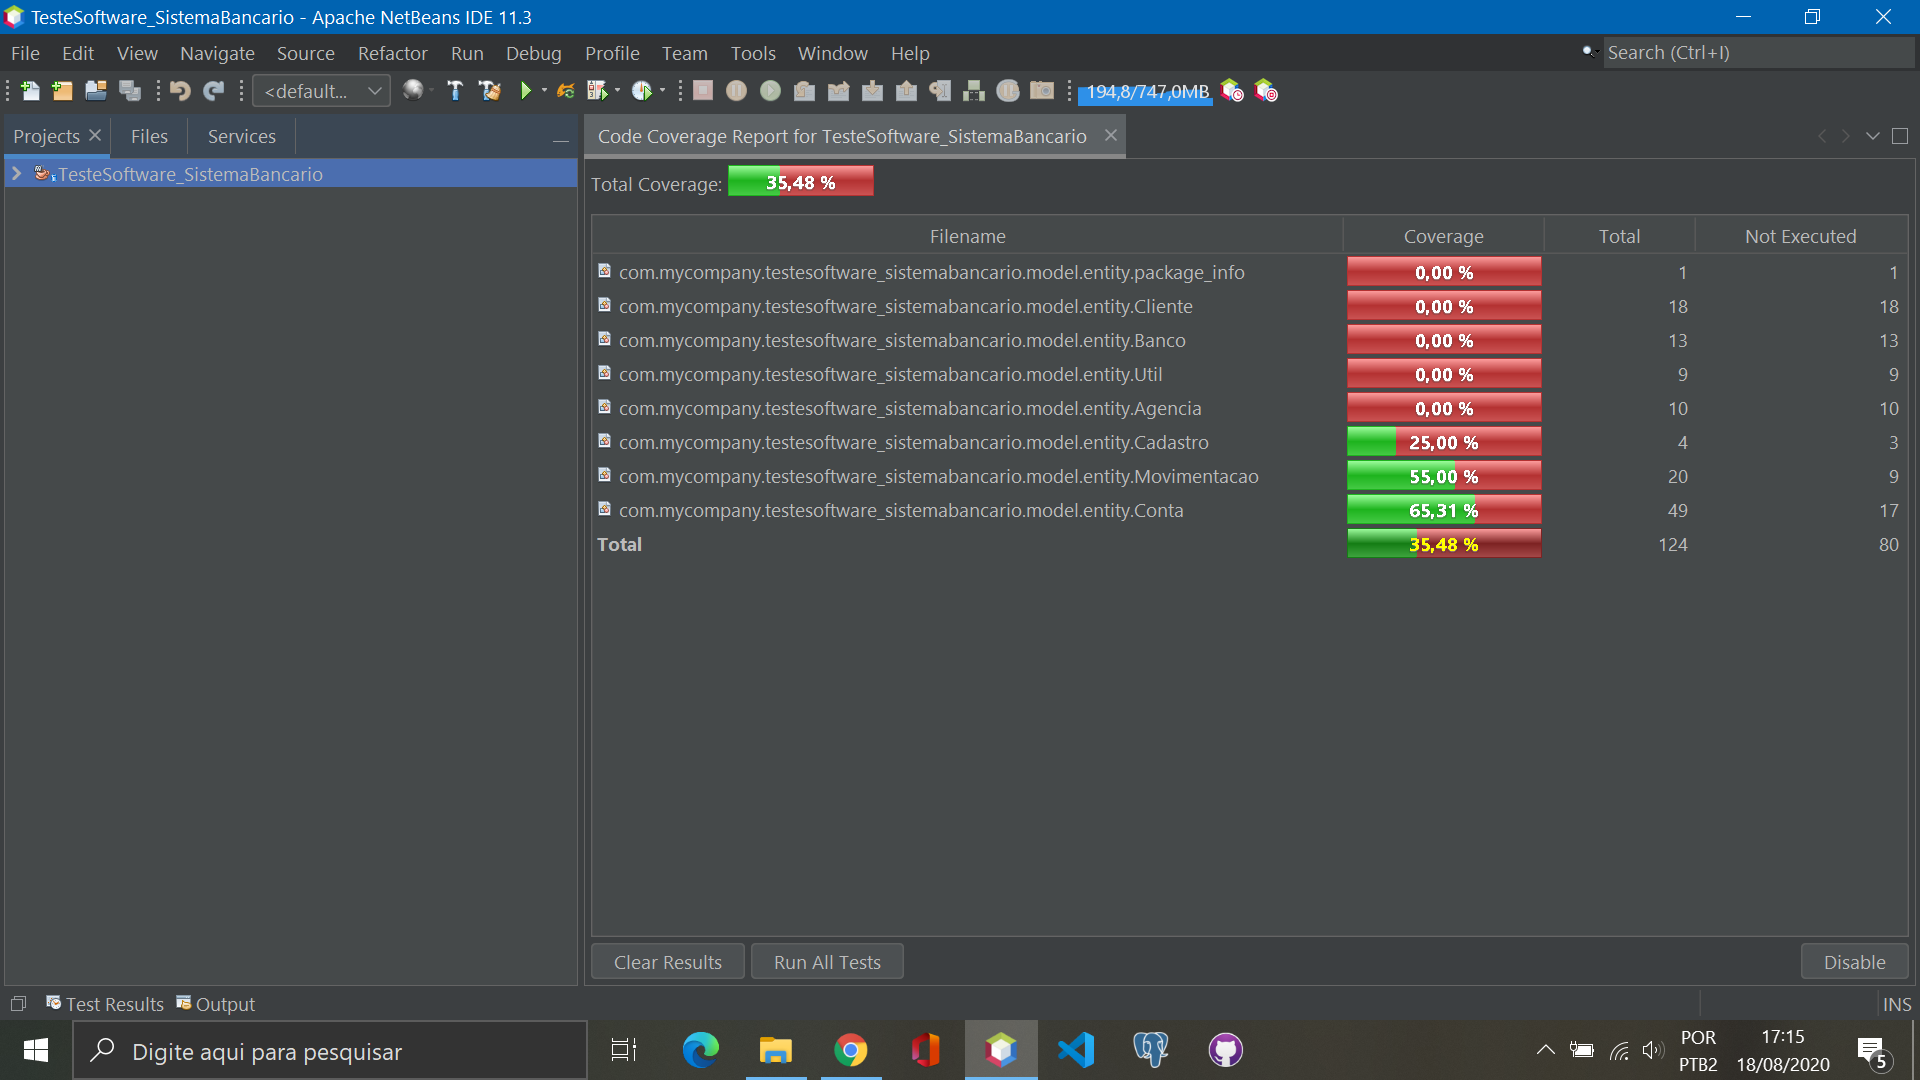 TesteSoftware_SistemaBancario - Apache NetBeans IDE 11.3
File Edit View Navigate Source Refactor Run Debug Profile Team Tools Window Help
Search (Ctrl+I)
<default... 194,8/747,0MB
Projects Files Services
TesteSoftware_SistemaBancario
Code Coverage Report for TesteSoftware_SistemaBancario
Total Coverage: 35,48 %
Filename Coverage Total Not Executed
com.mycompany.testesoftware_sistemabancario.model.entity.package_info 0,00 % 1 1
com.mycompany.testesoftware_sistemabancario.model.entity.Cliente 0,00 % 18 18
com.mycompany.testesoftware_sistemabancario.model.entity.Banco 0,00 % 13 13
com.mycompany.testesoftware_sistemabancario.model.entity.Util 0,00 % 9 9
com.mycompany.testesoftware_sistemabancario.model.entity.Agencia 0,00 % 10 10
com.mycompany.testesoftware_sistemabancario.model.entity.Cadastro 25,00 % 4 3
com.mycompany.testesoftware_sistemabancario.model.entity.Movimentacao 55,00 % 20 9
com.mycompany.testesoftware_sistemabancario.model.entity.Conta 65,31 % 49 17
Total 35,48 % 124 80
Clear Results Run All Tests Disable
Test Results Output INS
Digite aqui para pesquisar
POR 17:15
PTB2 18/08/2020 5